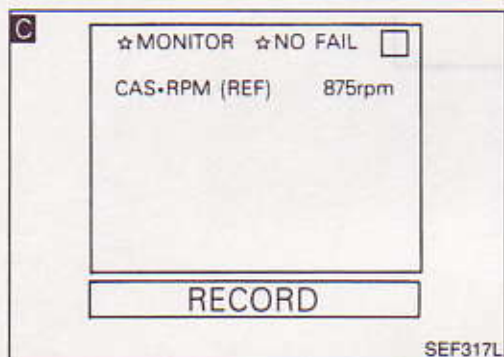 C
☆MONITOR ☆NO FAIL
CAS•RPM (REF) 875rpm
RECORD
SEF317L